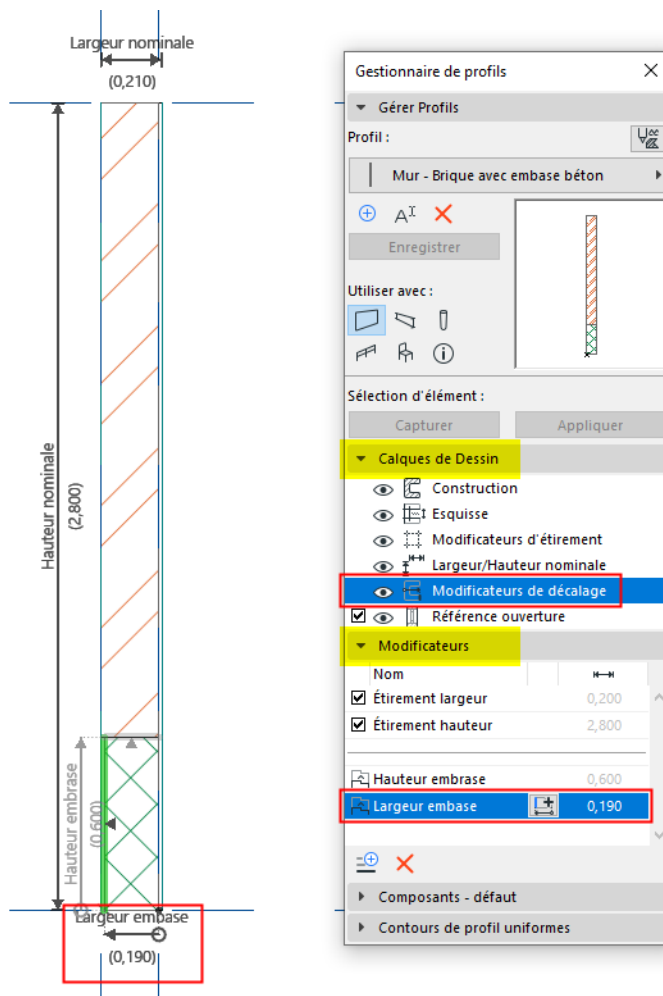 Largeur nominale
(0,210)
Hauteur nominale
(2,800)
Hauteur embrase
(0,600)
Largeur embase
(0,190)
Gestionnaire de profils
Gérer Profils
Profil :
Mur - Brique avec embase béton
Enregistrer
Utiliser avec :
Sélection d'élément :
Capturer Appliquer
Calques de Dessin
Construction
Esquisse
Modificateurs d'étirement
Largeur/Hauteur nominale
Modificateurs de décalage
Référence ouverture
Modificateurs
Nom
Étirement largeur 0,200
Étirement hauteur 2,800
Hauteur embrase 0,600
Largeur embase 0,190
Composants - défaut
Contours de profil uniformes